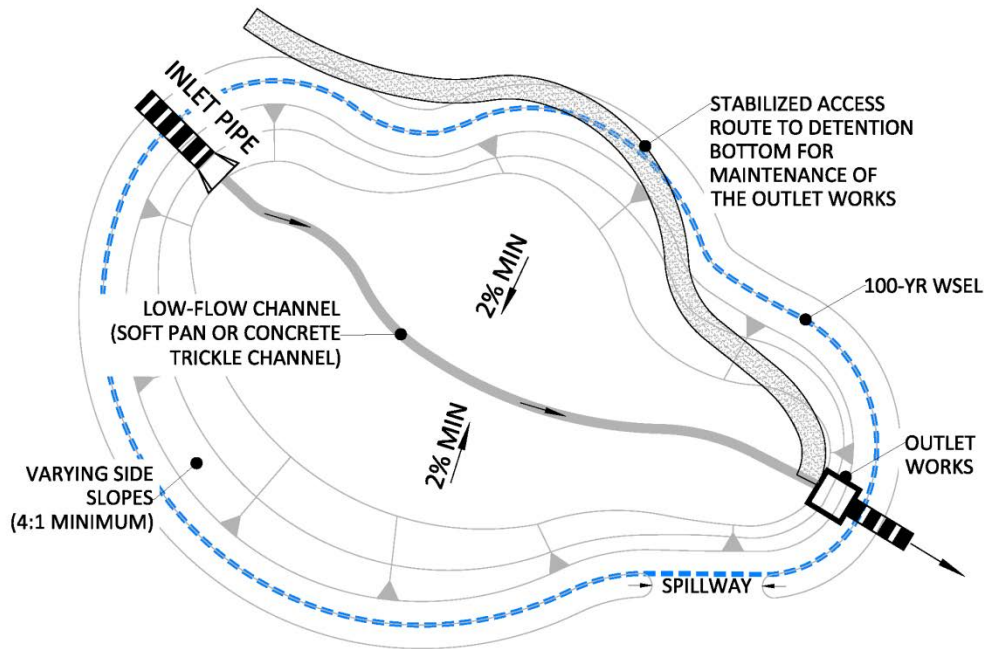 INLET PIPE
STABILIZED ACCESS
ROUTE TO DETENTION
BOTTOM FOR
MAINTENANCE OF
THE OUTLET WORKS
2% MIN
100-YR WSEL
LOW-FLOW CHANNEL
(SOFT PAN OR CONCRETE
TRICKLE CHANNEL)
2% MIN
OUTLET
WORKS
VARYING SIDE
SLOPES
(4:1 MINIMUM)
SPILLWAY